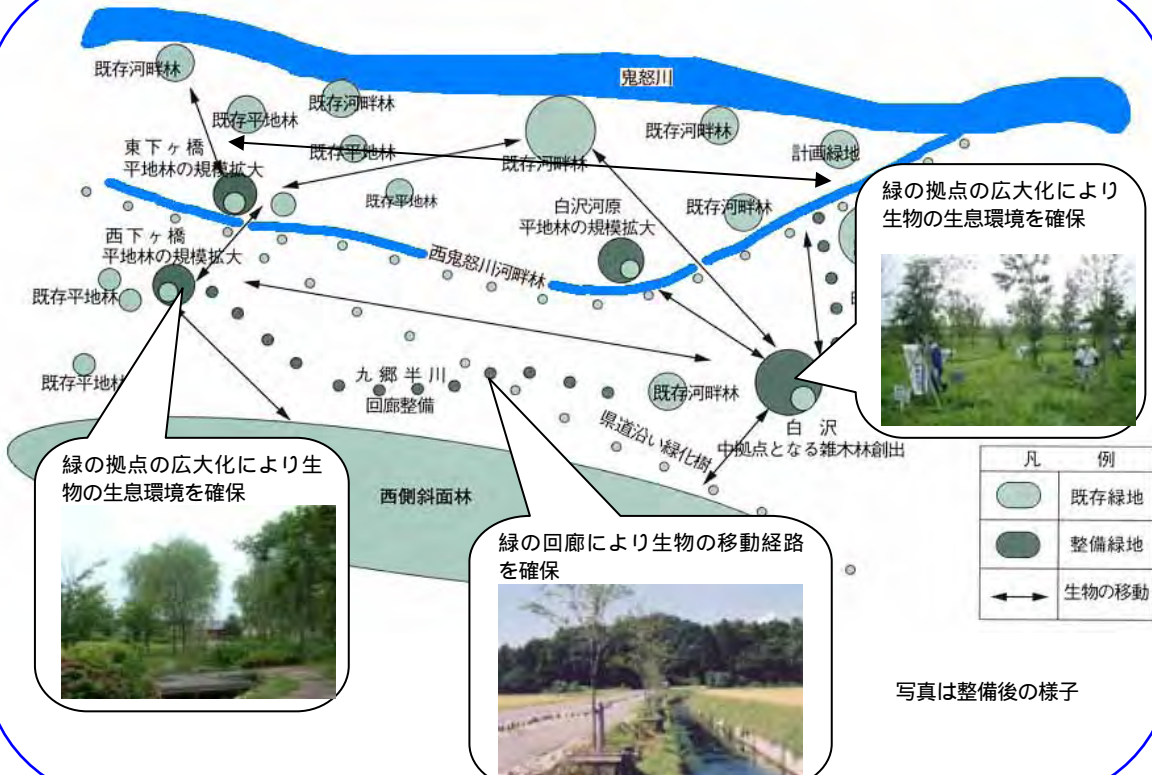 鬼怒川
既存河畔林
既存河畔林
既存平地林
既存河畔林
既存河畔林
計画緑地
東下ヶ橋
平地林の規模拡大
既存平地林
既存平地林
白沢河原
平地林の規模拡大
既存河畔林
西下ヶ橋
平地林の規模拡大
西鬼怒川河畔林
既存平地林
既存平地林
九郷半川
回廊整備
既存河畔林
県道沿い緑化樹
白沢
中拠点となる雑木林創出
西側斜面林
緑の拠点の広大化により
生物の生息環境を確保
緑の拠点の広大化により生
物の生息環境を確保
緑の回廊により生物の移動経路
を確保
凡例
既存緑地
整備緑地
生物の移動
写真は整備後の様子